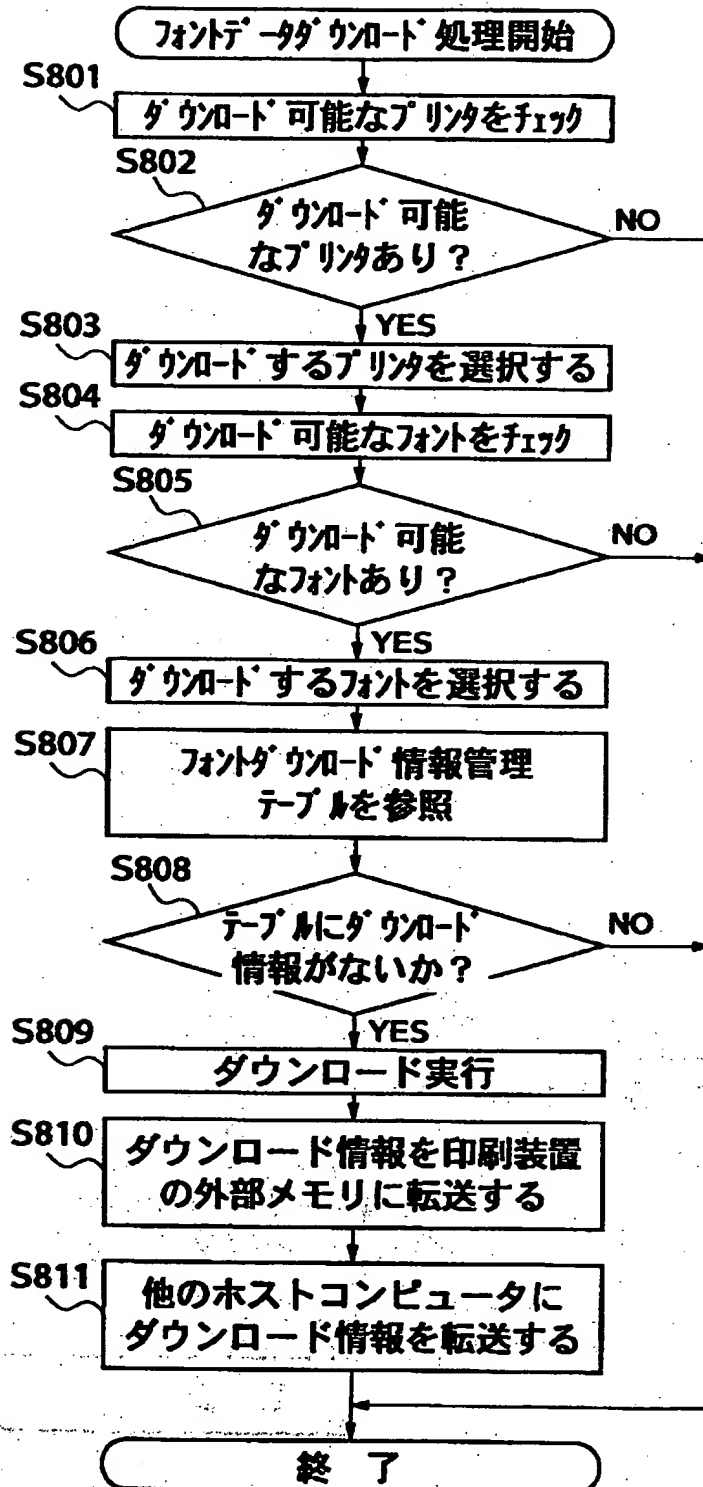 フォントデータダウンロード処理開始
S801
ダウンロード可能なプリンタをチェック
S802
ダウンロード可能
なプリンタあり？
NO
YES
S803
ダウンロードするプリンタを選択する
S804
ダウンロード可能なフォントをチェック
S805
ダウンロード可能
なフォントあり？
NO
YES
S806
ダウンロードするフォントを選択する
S807
フォントダウンロード情報管理
テーブルを参照
S808
テーブルにダウンロード
情報がないか？
NO
YES
S809
ダウンロード実行
S810
ダウンロード情報を印刷装置
の外部メモリに転送する
S811
他のホストコンピュータに
ダウンロード情報を転送する
終 了